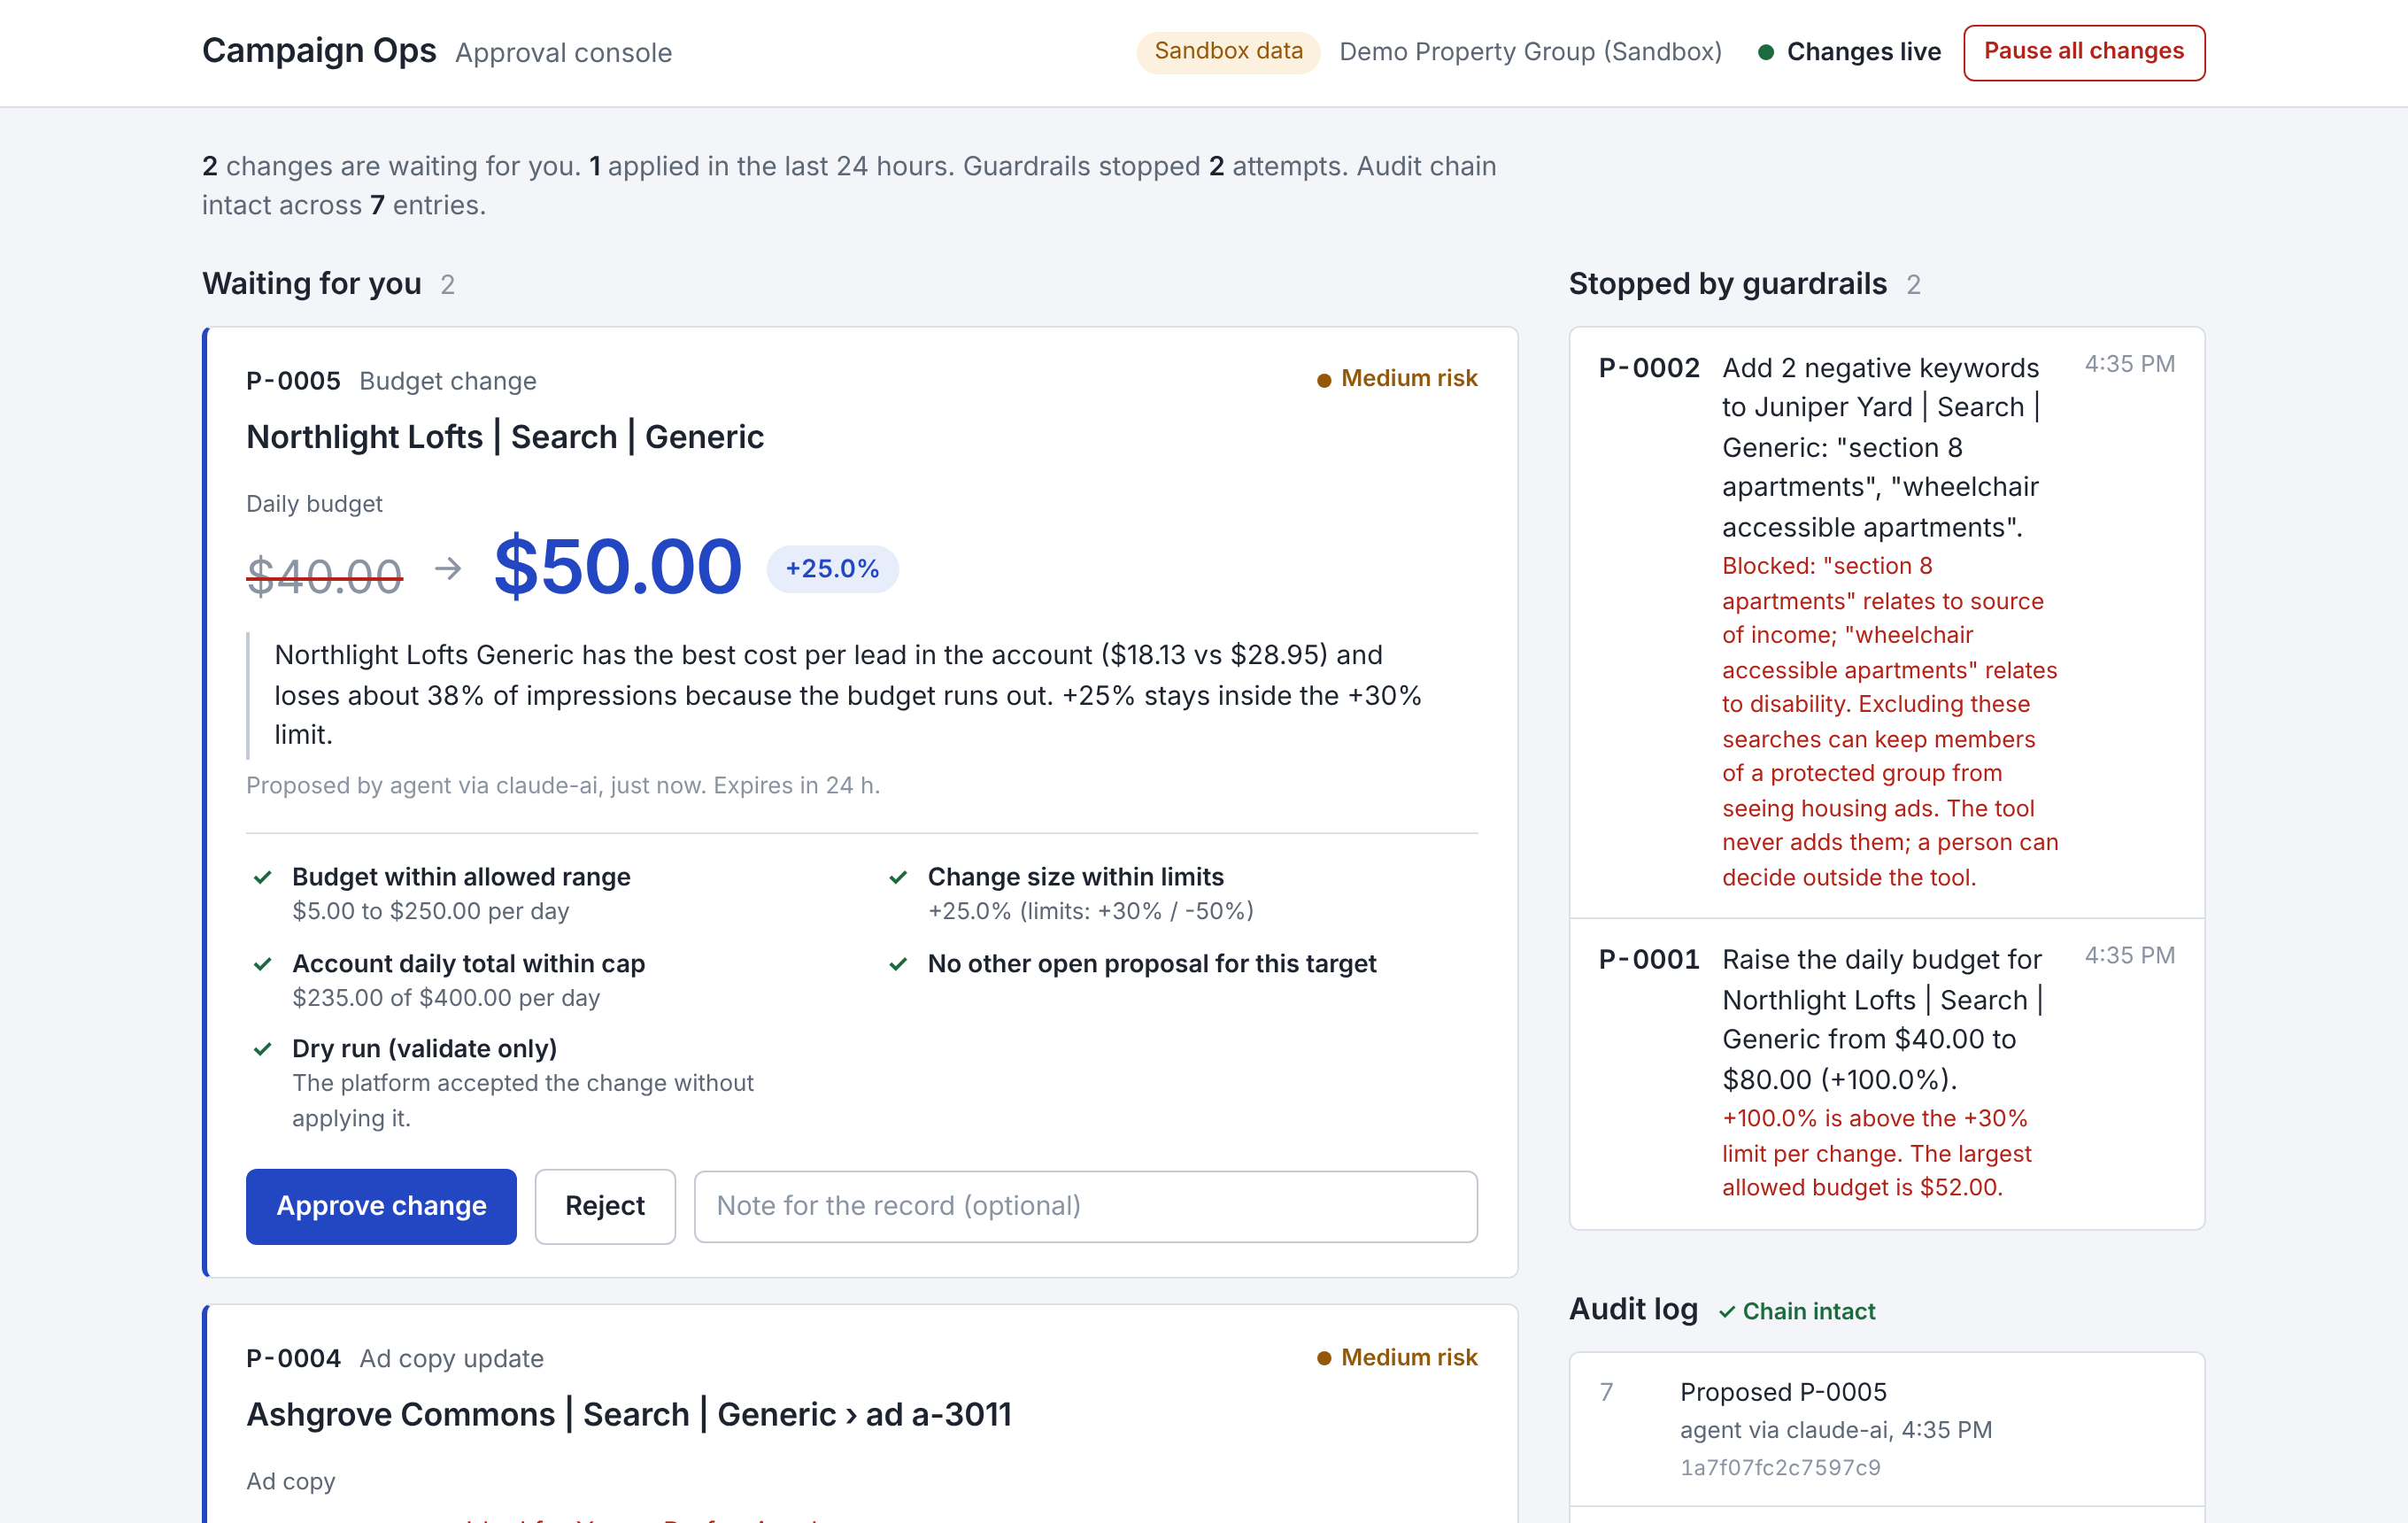 Campaign Ops Approval console
Sandbox data Demo Property Group (Sandbox) Changes live Pause all changes
2 changes are waiting for you. 1 applied in the last 24 hours. Guardrails stopped 2 attempts. Audit chain
intact across 7 entries.
Waiting for you 2
P-0005 Budget change
Medium risk
Northlight Lofts | Search | Generic
Daily budget
$40.00 → $50.00 +25.0%
Northlight Lofts Generic has the best cost per lead in the account ($18.13 vs $28.95) and
loses about 38% of impressions because the budget runs out. +25% stays inside the +30%
limit.
Proposed by agent via claude-ai, just now. Expires in 24 h.
Budget within allowed range
$5.00 to $250.00 per day
Change size within limits
+25.0% (limits: +30% / -50%)
Account daily total within cap
$235.00 of $400.00 per day
No other open proposal for this target
Dry run (validate only)
The platform accepted the change without
applying it.
Approve change Reject Note for the record (optional)
P-0004 Ad copy update
Medium risk
Ashgrove Commons | Search | Generic › ad a-3011
Ad copy
Stopped by guardrails 2
P-0002 Add 2 negative keywords 4:35 PM
to Juniper Yard | Search |
Generic: "section 8
apartments", "wheelchair
accessible apartments".
Blocked: "section 8
apartments" relates to source
of income; "wheelchair
accessible apartments" relates
to disability. Excluding these
searches can keep members
of a protected group from
seeing housing ads. The tool
never adds them; a person can
decide outside the tool.
P-0001 Raise the daily budget for 4:35 PM
Northlight Lofts | Search |
Generic from $40.00 to
$80.00 (+100.0%).
+100.0% is above the +30%
limit per change. The largest
allowed budget is $52.00.
Audit log Chain intact
7 Proposed P-0005
agent via claude-ai, 4:35 PM
1a7f07fc2c7597c9